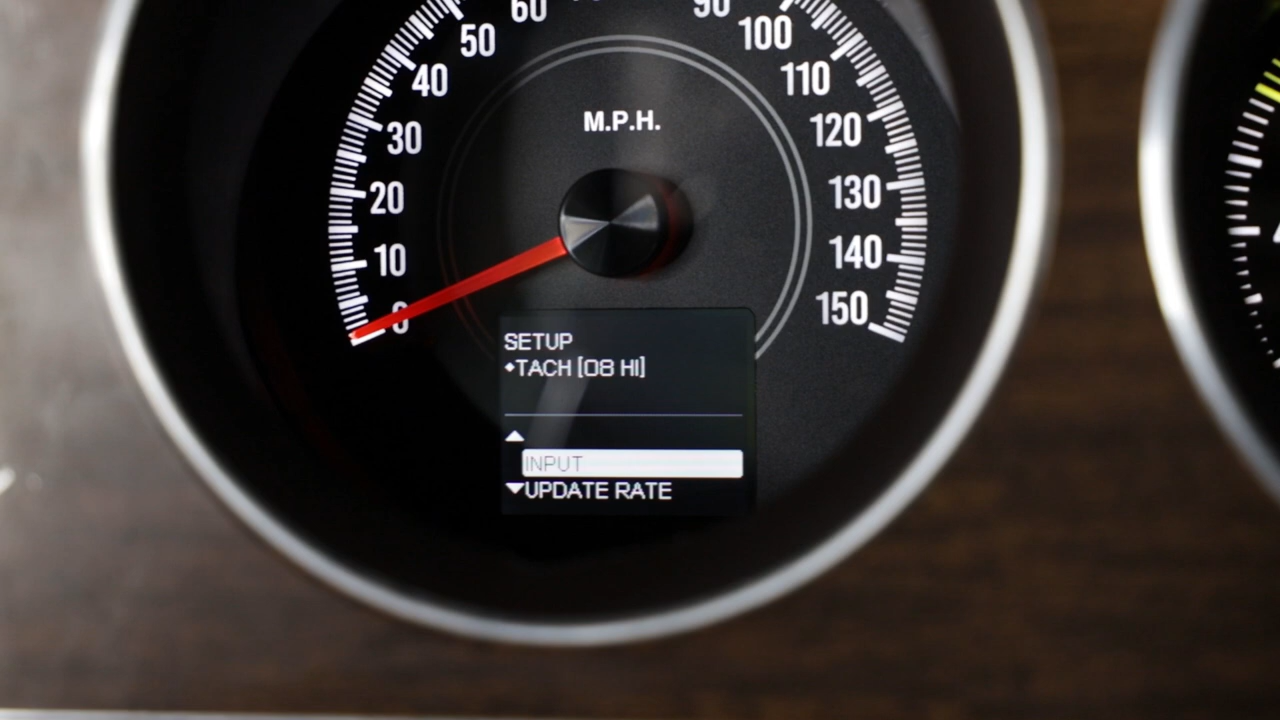 60
90
50
100
40
110
M.P.H.
30
120
20
130
10
140
0
150
SETUP
•TACH [08 HI]
INPUT
UPDATE RATE